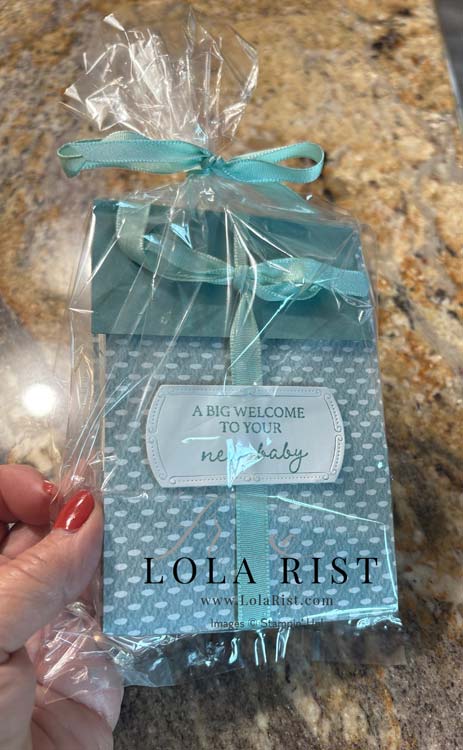 A BIG WELCOME
TO YOUR
new baby
LOLA RIST
www.LolaRist.com
Images © Stampin' Up!